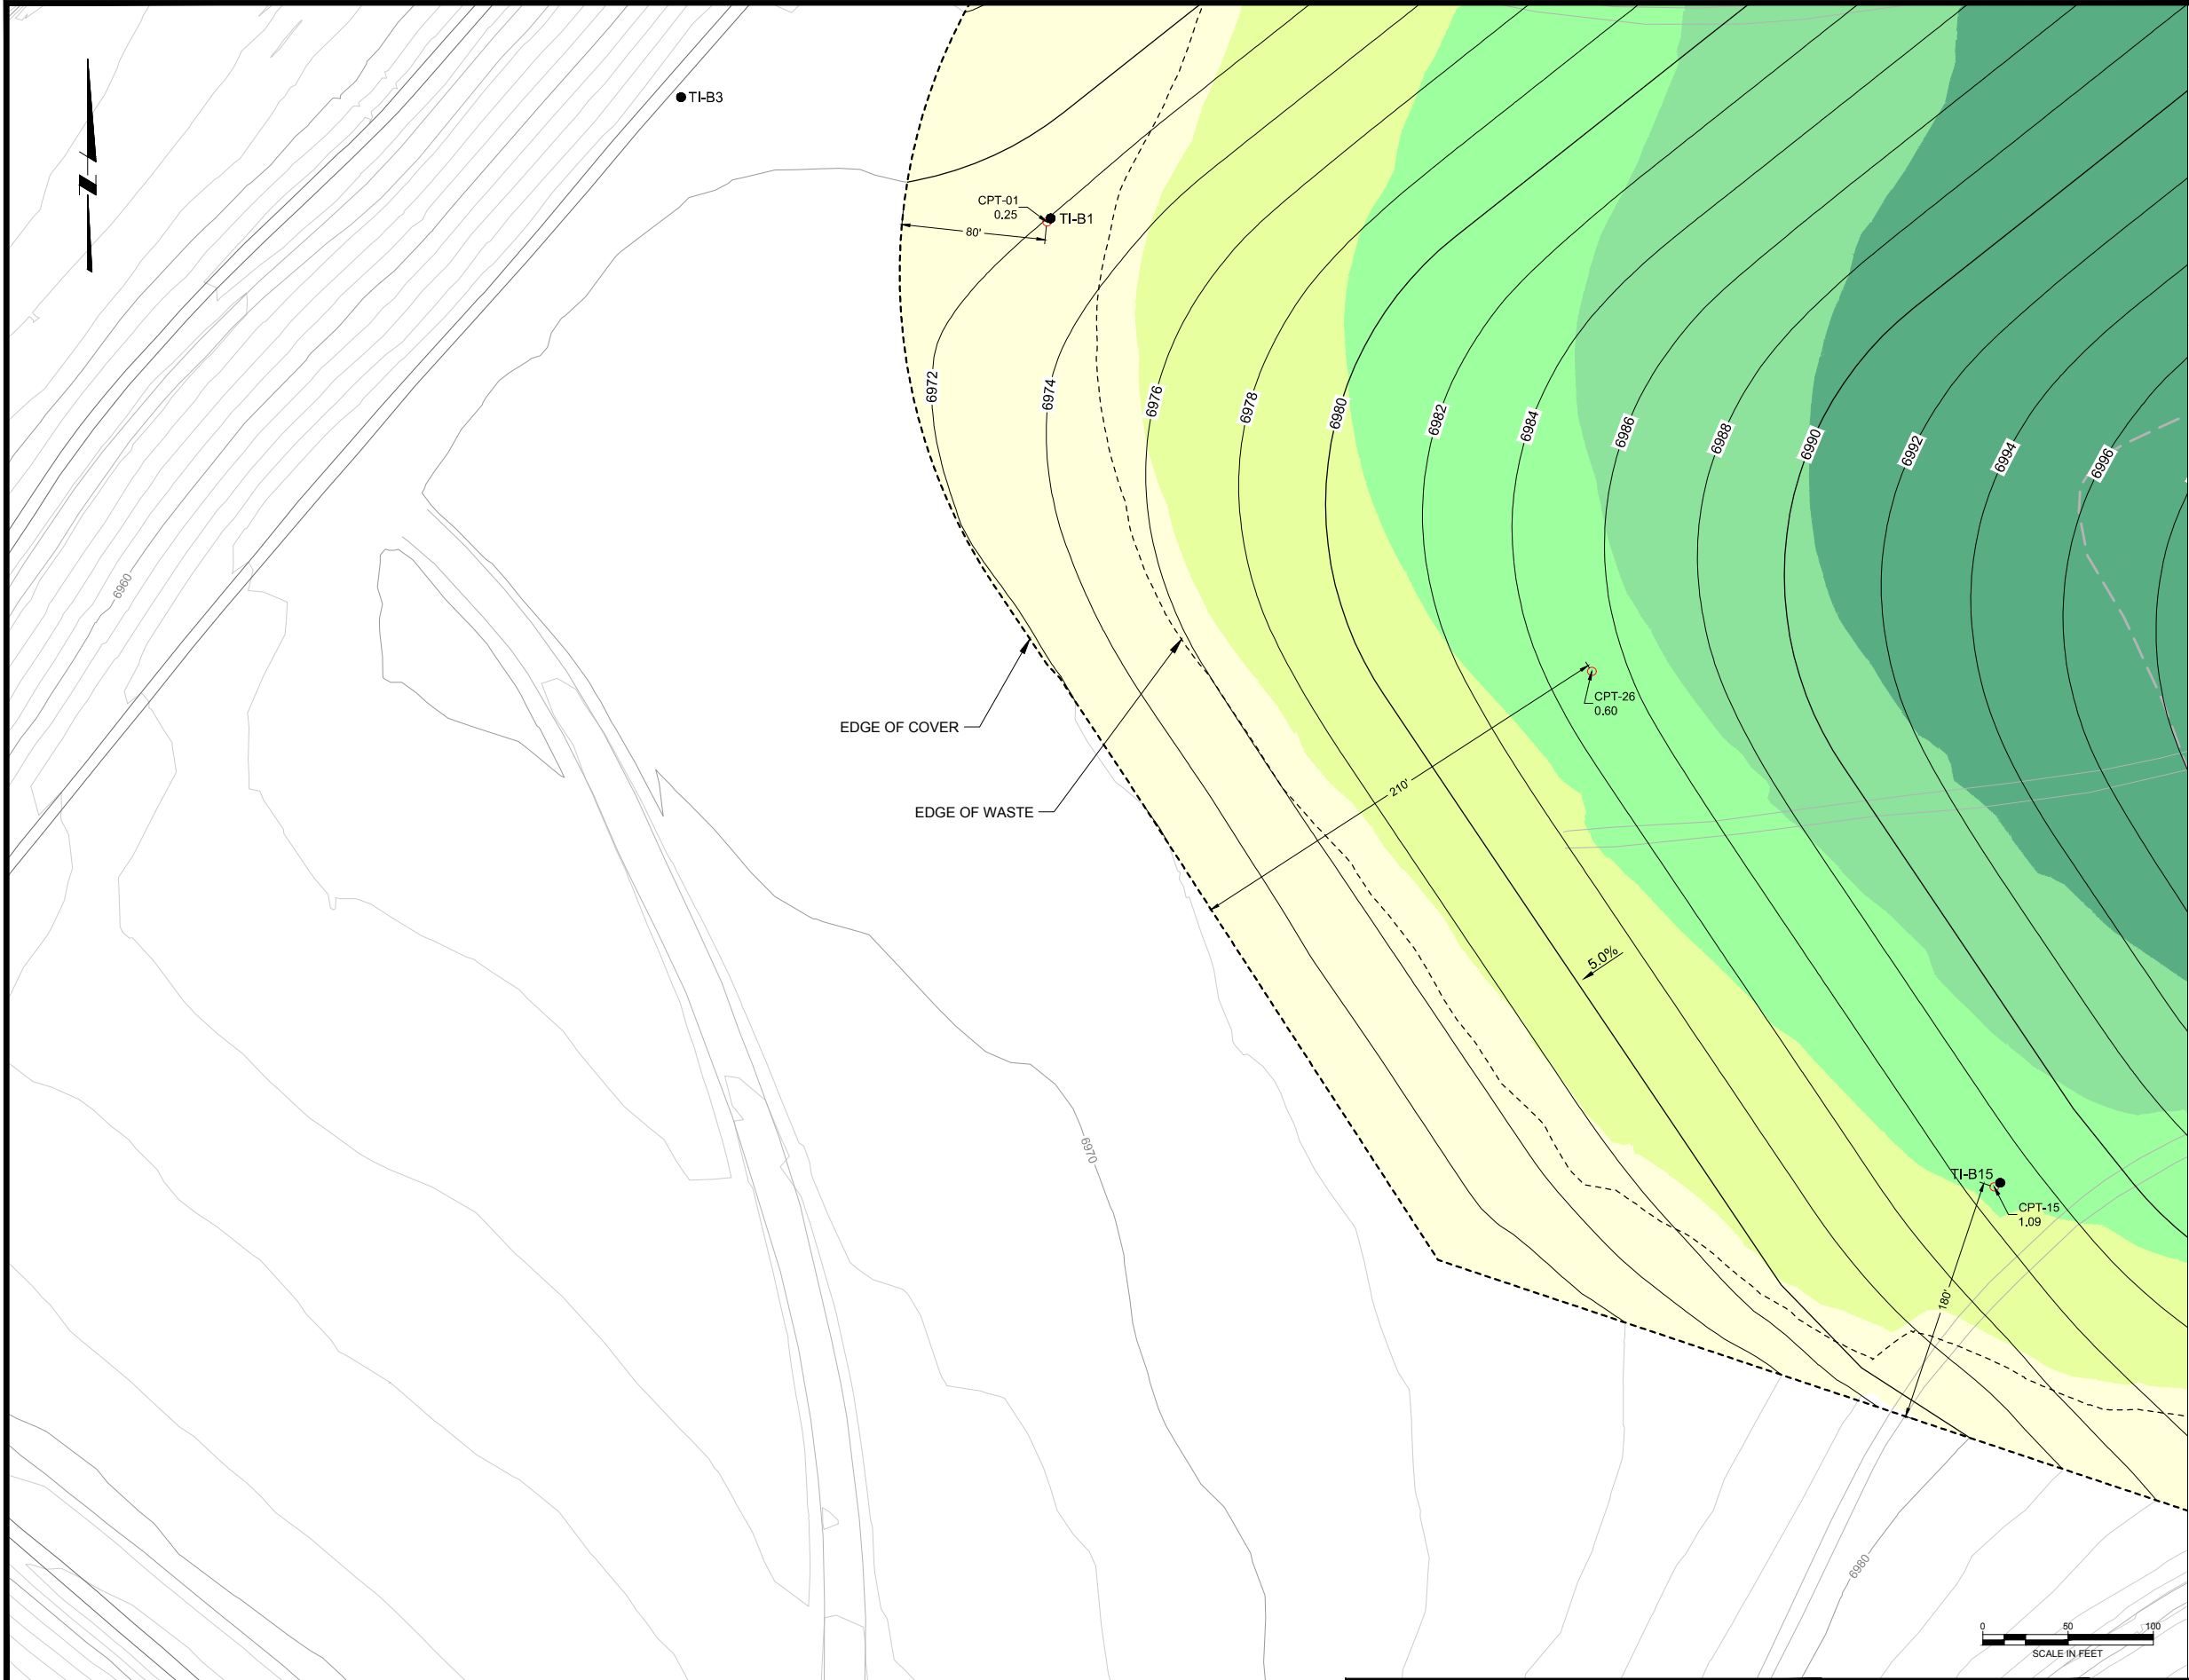 TI-B3
CPT-01
0.25
TI-B1
80'
6972
6974
6976
6978
6980
6982
6984
6986
6988
6990
6992
6994
6996
6960
EDGE OF COVER
CPT-26
0.60
210'
EDGE OF WASTE
5.0%
6970
TI-B15
CPT-15
1.09
180'
6980
0 50 100
SCALE IN FEET